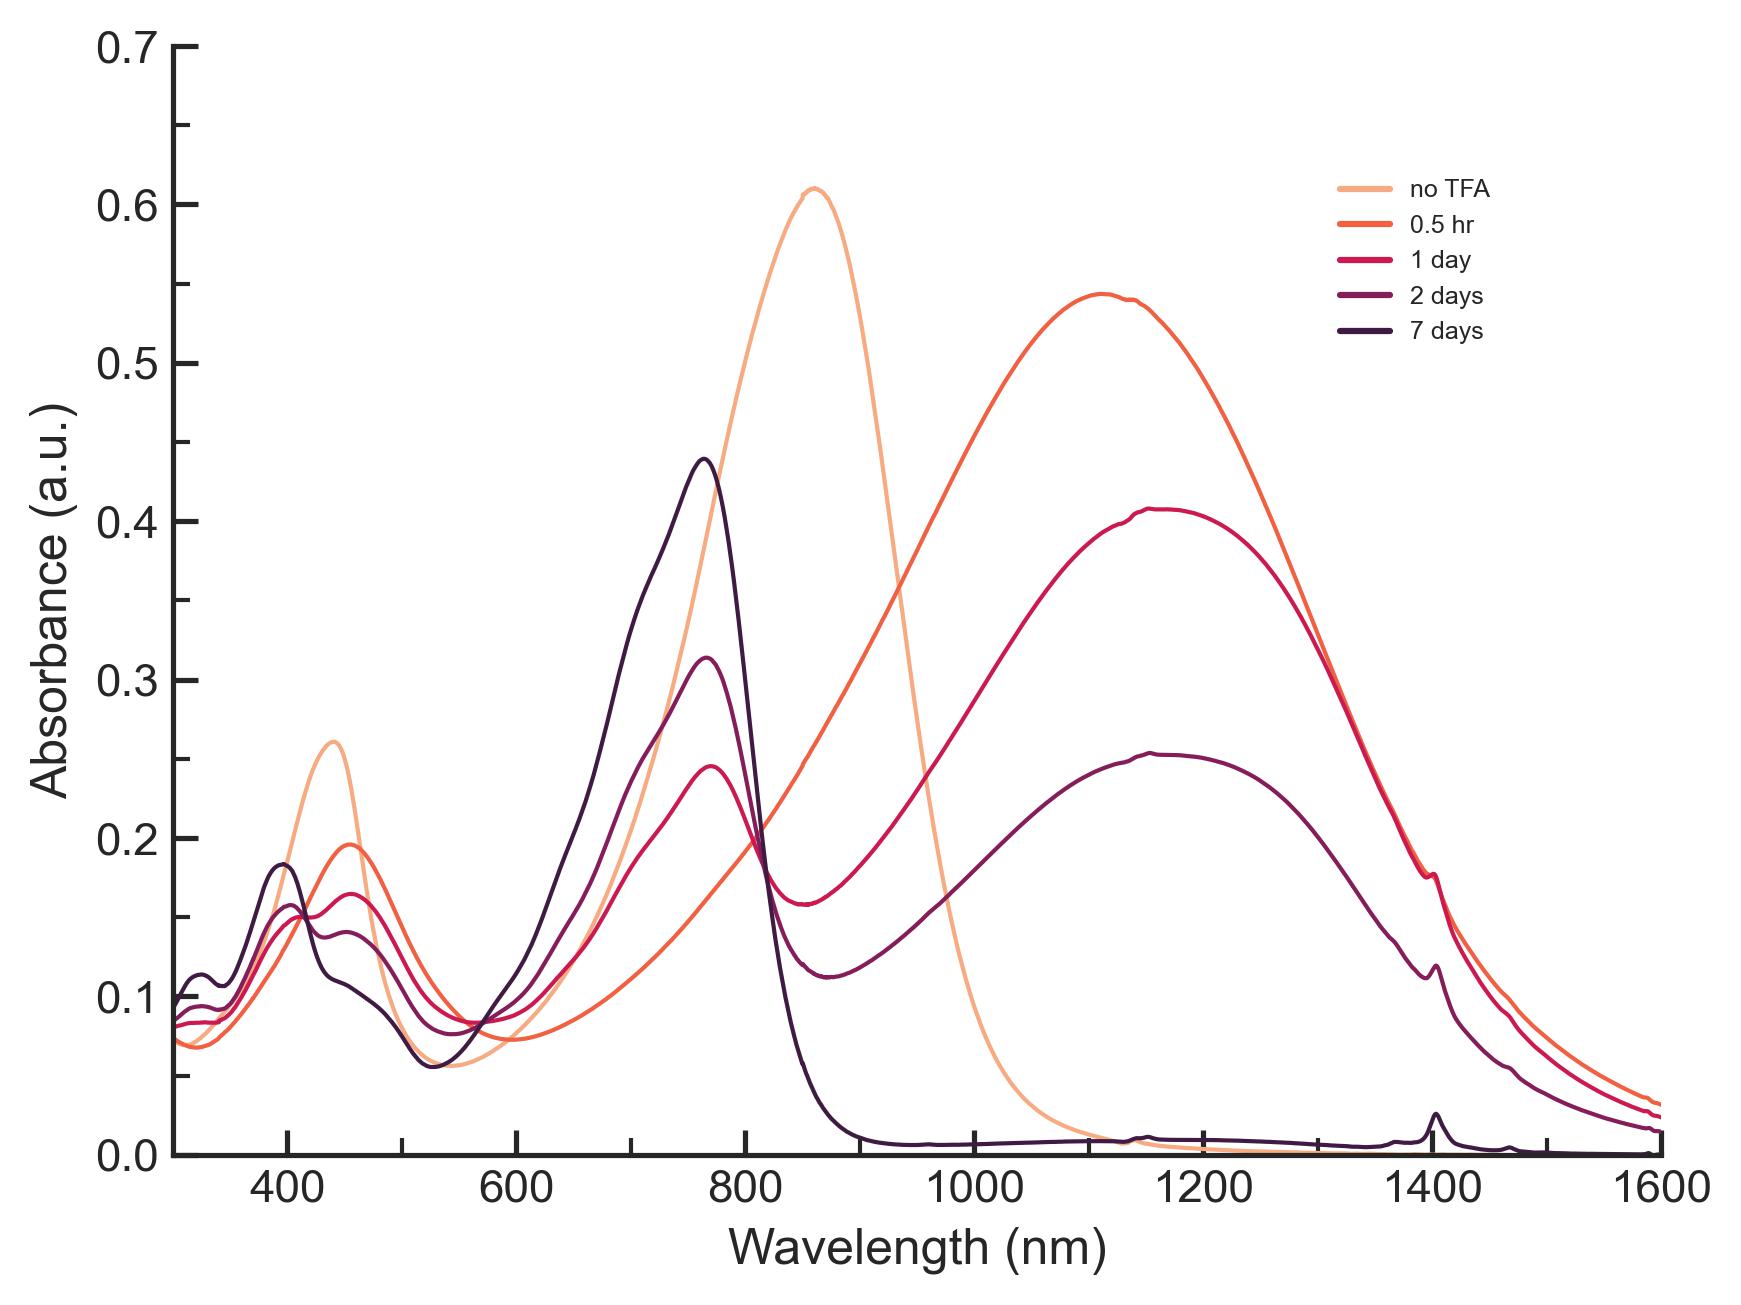 0.7
0.6
0.5
0.4
0.3
0.2
0.1
0.0
Absorbance (a.u.)
no TFA
0.5 hr
1 day
2 days
7 days
400 600 800 1000 1200 1400 1600
Wavelength (nm)